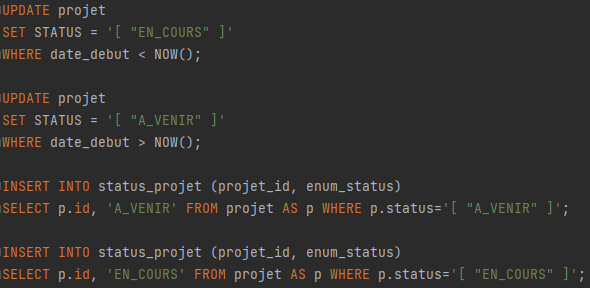 UPDATE projet
SET STATUS = '[ "EN_COURS" ]'
WHERE date_debut < NOW();
UPDATE projet
SET STATUS = '[ "A_VENIR" ]'
WHERE date_debut > NOW();
INSERT INTO status_projet (projet_id, enum_status)
SELECT p.id, 'A_VENIR' FROM projet AS p WHERE p.status='[ "A_VENIR" ]';
INSERT INTO status_projet (projet_id, enum_status)
SELECT p.id, 'EN_COURS' FROM projet AS p WHERE p.status='[ "EN_COURS" ]';